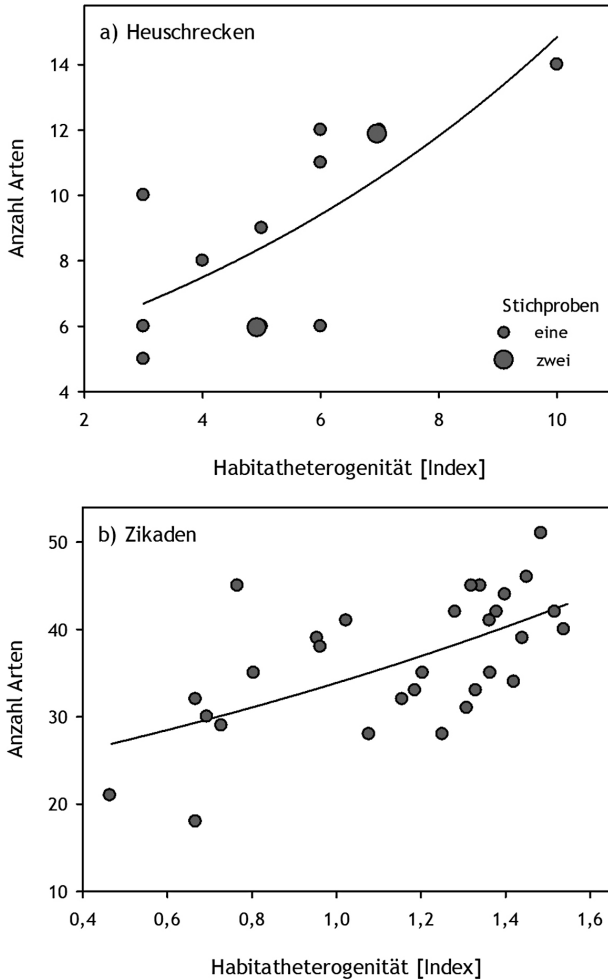 a) Heuschrecken
14
12
10
8
6
4
Anzahl Arten
Stichproben
eine
zwei
2 4 6 8 10
Habitatheterogenität [Index]
b) Zikaden
50
40
30
20
10
Anzahl Arten
0,4 0,6 0,8 1,0 1,2 1,4 1,6
Habitatheterogenität [Index]